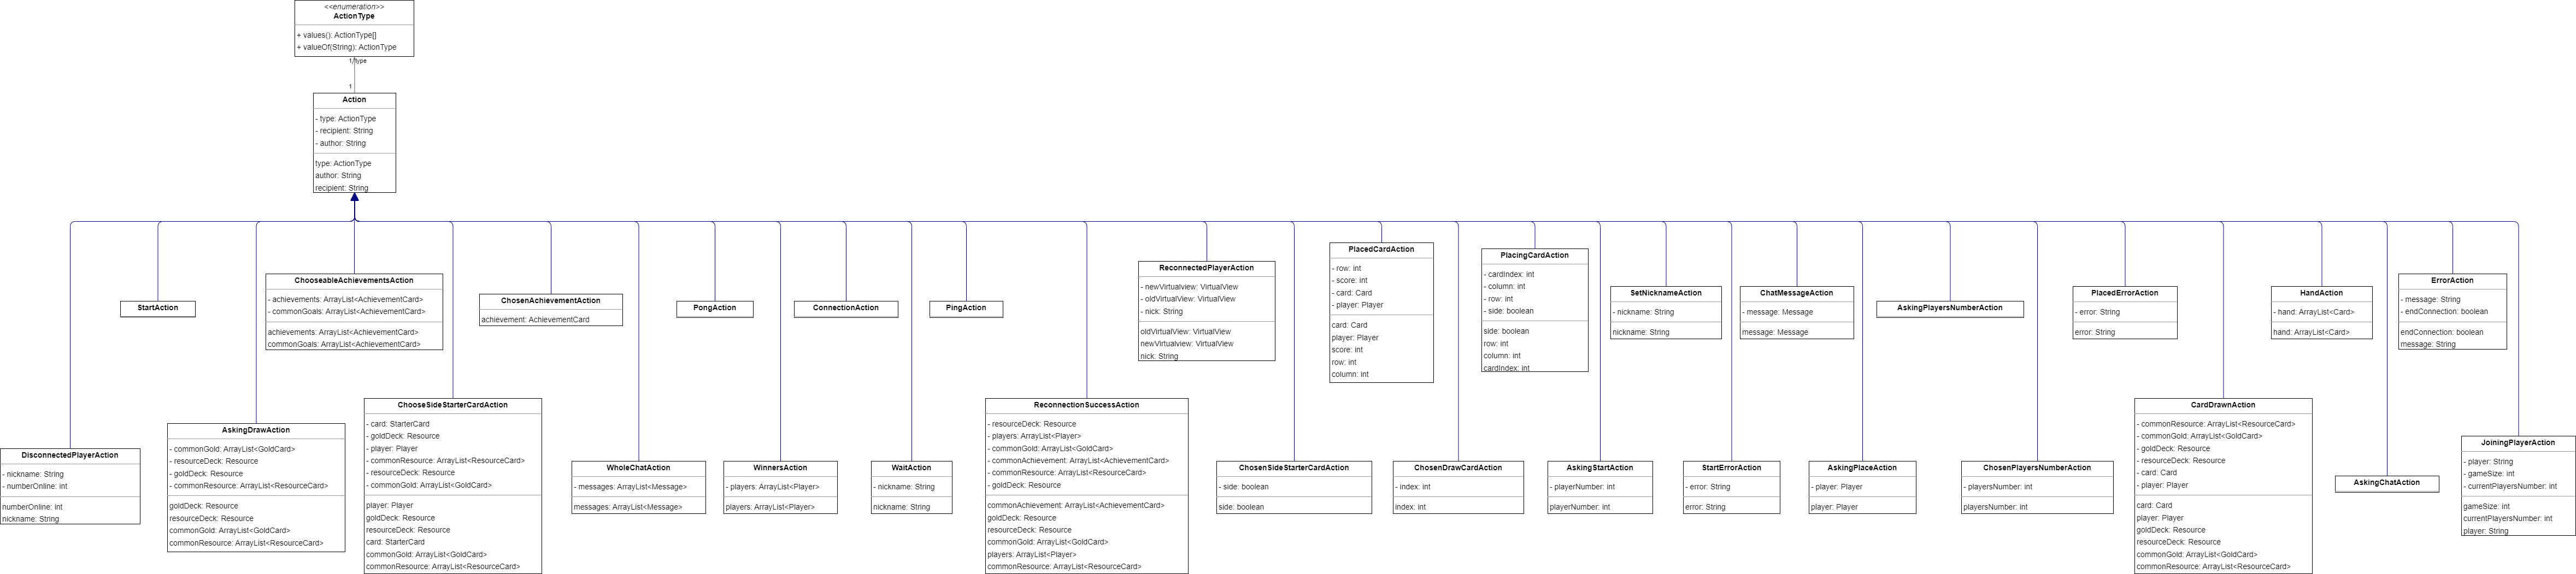 <<enumeration>>
ActionType
+ values(): ActionType[]
+ valueOf(String): ActionType
1 type
1
Action
- type: ActionType
- recipient: String
- author: String
type: ActionType
author: String
recipient: String
StartAction
ChooseableAchievementsAction
- achievements: ArrayList<AchievementCard>
- commonGoals: ArrayList<AchievementCard>
achievements: ArrayList<AchievementCard>
commonGoals: ArrayList<AchievementCard>
ChosenAchievementAction
achievement: AchievementCard
PongAction
ConnectionAction
PingAction
ReconnectedPlayerAction
- newVirtualview: VirtualView
- oldVirtualView: VirtualView
- nick: String
oldVirtualView: VirtualView
newVirtualview: VirtualView
nick: String
PlacedCardAction
- row: int
- score: int
- card: Card
- player: Player
card: Card
player: Player
score: int
row: int
column: int
PlacingCardAction
- cardIndex: int
- column: int
- row: int
- side: boolean
side: boolean
row: int
column: int
cardIndex: int
SetNicknameAction
- nickname: String
nickname: String
ChatMessageAction
- message: Message
message: Message
AskingPlayersNumberAction
PlacedErrorAction
- error: String
error: String
HandAction
- hand: ArrayList<Card>
hand: ArrayList<Card>
ErrorAction
- message: String
- endConnection: boolean
endConnection: boolean
message: String
DisconnectedPlayerAction
- nickname: String
- numberOnline: int
numberOnline: int
nickname: String
AskingDrawAction
- commonGold: ArrayList<GoldCard>
- resourceDeck: Resource
- goldDeck: Resource
- commonResource: ArrayList<ResourceCard>
goldDeck: Resource
resourceDeck: Resource
commonGold: ArrayList<GoldCard>
commonResource: ArrayList<ResourceCard>
ChooseSideStarterCardAction
- card: StarterCard
- goldDeck: Resource
- player: Player
- commonResource: ArrayList<ResourceCard>
- resourceDeck: Resource
- commonGold: ArrayList<GoldCard>
player: Player
goldDeck: Resource
resourceDeck: Resource
card: StarterCard
commonGold: ArrayList<GoldCard>
commonResource: ArrayList<ResourceCard>
WholeChatAction
- messages: ArrayList<Message>
messages: ArrayList<Message>
WinnersAction
- players: ArrayList<Player>
players: ArrayList<Player>
WaitAction
- nickname: String
nickname: String
ReconnectionSuccessAction
- resourceDeck: Resource
- players: ArrayList<Player>
- commonGold: ArrayList<GoldCard>
- commonAchievement: ArrayList<AchievementCard>
- commonResource: ArrayList<ResourceCard>
- goldDeck: Resource
commonAchievement: ArrayList<AchievementCard>
goldDeck: Resource
resourceDeck: Resource
commonGold: ArrayList<GoldCard>
players: ArrayList<Player>
commonResource: ArrayList<ResourceCard>
ChosenSideStarterCardAction
- side: boolean
side: boolean
ChosenDrawCardAction
- index: int
index: int
AskingStartAction
- playerNumber: int
playerNumber: int
StartErrorAction
- error: String
error: String
AskingPlaceAction
- player: Player
player: Player
ChosenPlayersNumberAction
- playersNumber: int
playersNumber: int
CardDrawnAction
- commonResource: ArrayList<ResourceCard>
- commonGold: ArrayList<GoldCard>
- goldDeck: Resource
- resourceDeck: Resource
- card: Card
- player: Player
card: Card
player: Player
goldDeck: Resource
resourceDeck: Resource
commonGold: ArrayList<GoldCard>
commonResource: ArrayList<ResourceCard>
AskingChatAction
JoiningPlayerAction
- player: String
- gameSize: int
- currentPlayersNumber: int
gameSize: int
currentPlayersNumber: int
player: String